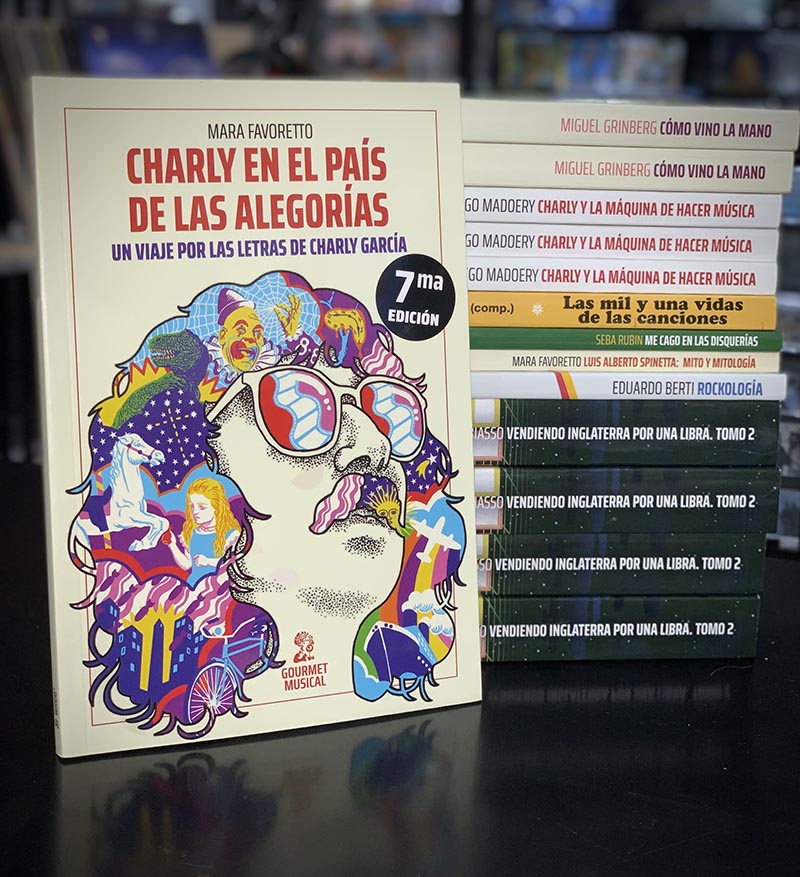 MARA FAVORETTO
CHARLY EN EL PAÍS
DE LAS ALEGORÍAS
UN VIAJE POR LAS LETRAS DE CHARLY GARCÍA
7ma
EDICIÓN
GOURMET
MUSICAL
MIGUEL GRINBERG CÓMO VINO LA MANO
MIGUEL GRINBERG CÓMO VINO LA MANO
GO MADOERY CHARLY Y LA MÁQUINA DE HACER MÚSICA
GO MADOERY CHARLY Y LA MÁQUINA DE HACER MÚSICA
GO MADOERY CHARLY Y LA MÁQUINA DE HACER MÚSICA
(comp.) Las mil y una vidas
de las canciones
SEBA RUBIN ME CAGO EN LAS DISQUERÍAS
MARA FAVORETTO LUIS ALBERTO SPINETTA: MITO Y MITOLOGÍA
EDUARDO BERTI ROCKOLOGÍA
IASSO VENDIENDO INGLATERRA POR UNA LIBRA. TOMO 2
IASSO VENDIENDO INGLATERRA POR UNA LIBRA. TOMO 2
SSO VENDIENDO INGLATERRA POR UNA LIBRA. TOMO 2
O VENDIENDO INGLATERRA POR UNA LIBRA. TOMO 2